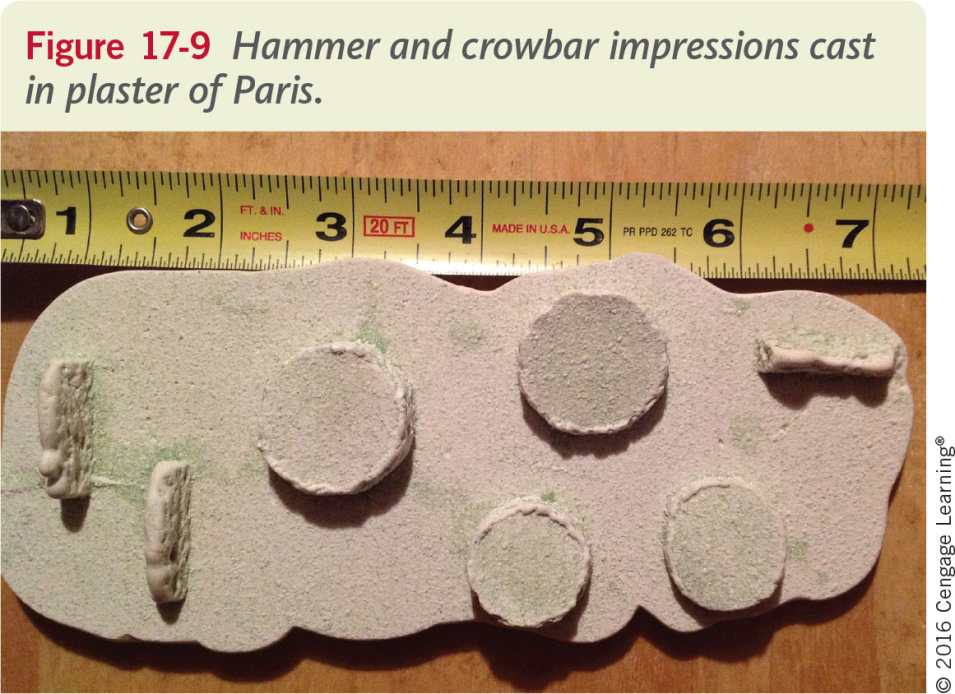 Figure 17-9 Hammer and crowbar impressions cast
in plaster of Paris.
1 2 FT. & IN. INCHES 3 20 FT 4 MADE IN U.S.A. 5 PR PPD 262 TC 6 7
© 2016 Cengage Learning®